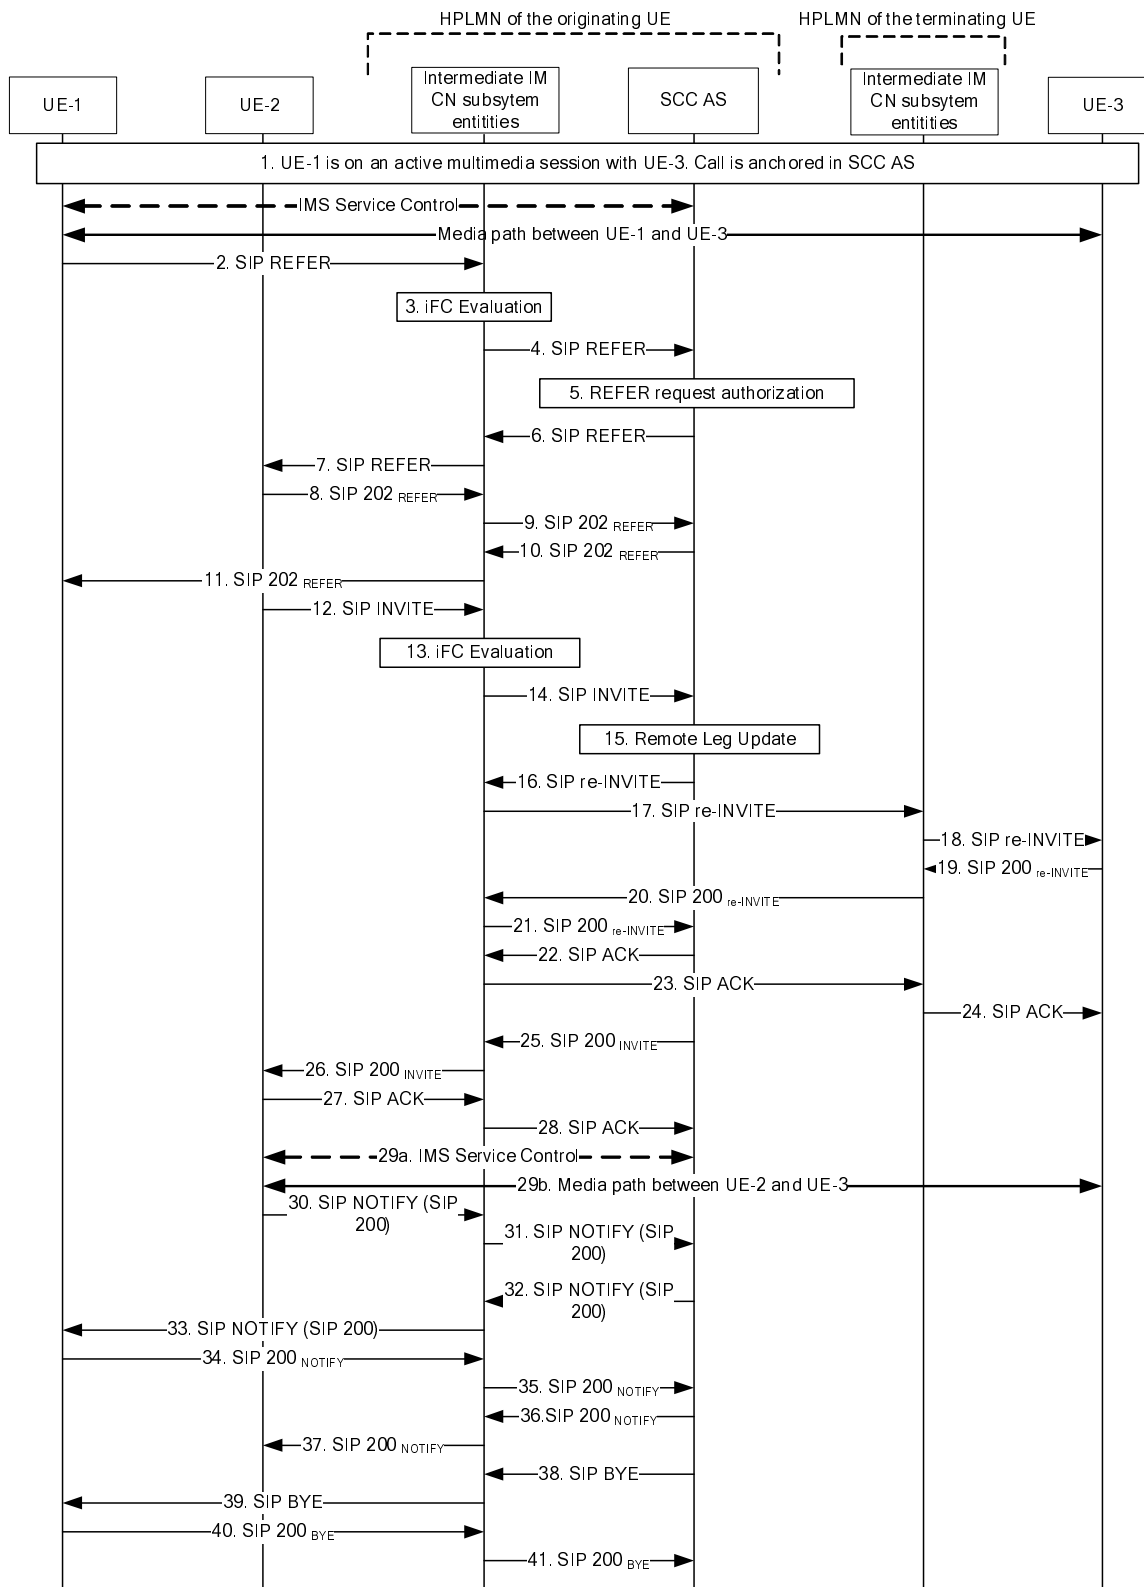 HPLMN of the originating UE
HPLMN of the terminating UE
UE-1
UE-2
Intermediate IM
CN subsytem
entitities
SCC AS
Intermediate IM
CN subsystem
entitities
UE-3
1. UE-1 is on an active multimedia session with UE-3. Call is anchored in SCC AS
IMS Service Control
Media path between UE-1 and UE-3
2. SIP REFER
3. iFC Evaluation
4. SIP REFER
5. REFER request authorization
6. SIP REFER
7. SIP REFER
8. SIP 202 REFER
9. SIP 202 REFER
10. SIP 202 REFER
11. SIP 202 REFER
12. SIP INVITE
13. iFC Evaluation
14. SIP INVITE
15. Remote Leg Update
16. SIP re-INVITE
17. SIP re-INVITE
18. SIP re-INVITE
19. SIP 200 re-INVITE
20. SIP 200 re-INVITE
21. SIP 200 re-INVITE
22. SIP ACK
23. SIP ACK
24. SIP ACK
25. SIP 200 INVITE
26. SIP 200 INVITE
27. SIP ACK
28. SIP ACK
29a. IMS Service Control
29b. Media path between UE-2 and UE-3
30. SIP NOTIFY (SIP
200)
31. SIP NOTIFY (SIP
200)
32. SIP NOTIFY (SIP
200)
33. SIP NOTIFY (SIP 200)
34. SIP 200 NOTIFY
35. SIP 200 NOTIFY
36.SIP 200 NOTIFY
37. SIP 200 NOTIFY
38. SIP BYE
39. SIP BYE
40. SIP 200 BYE
41. SIP 200 BYE